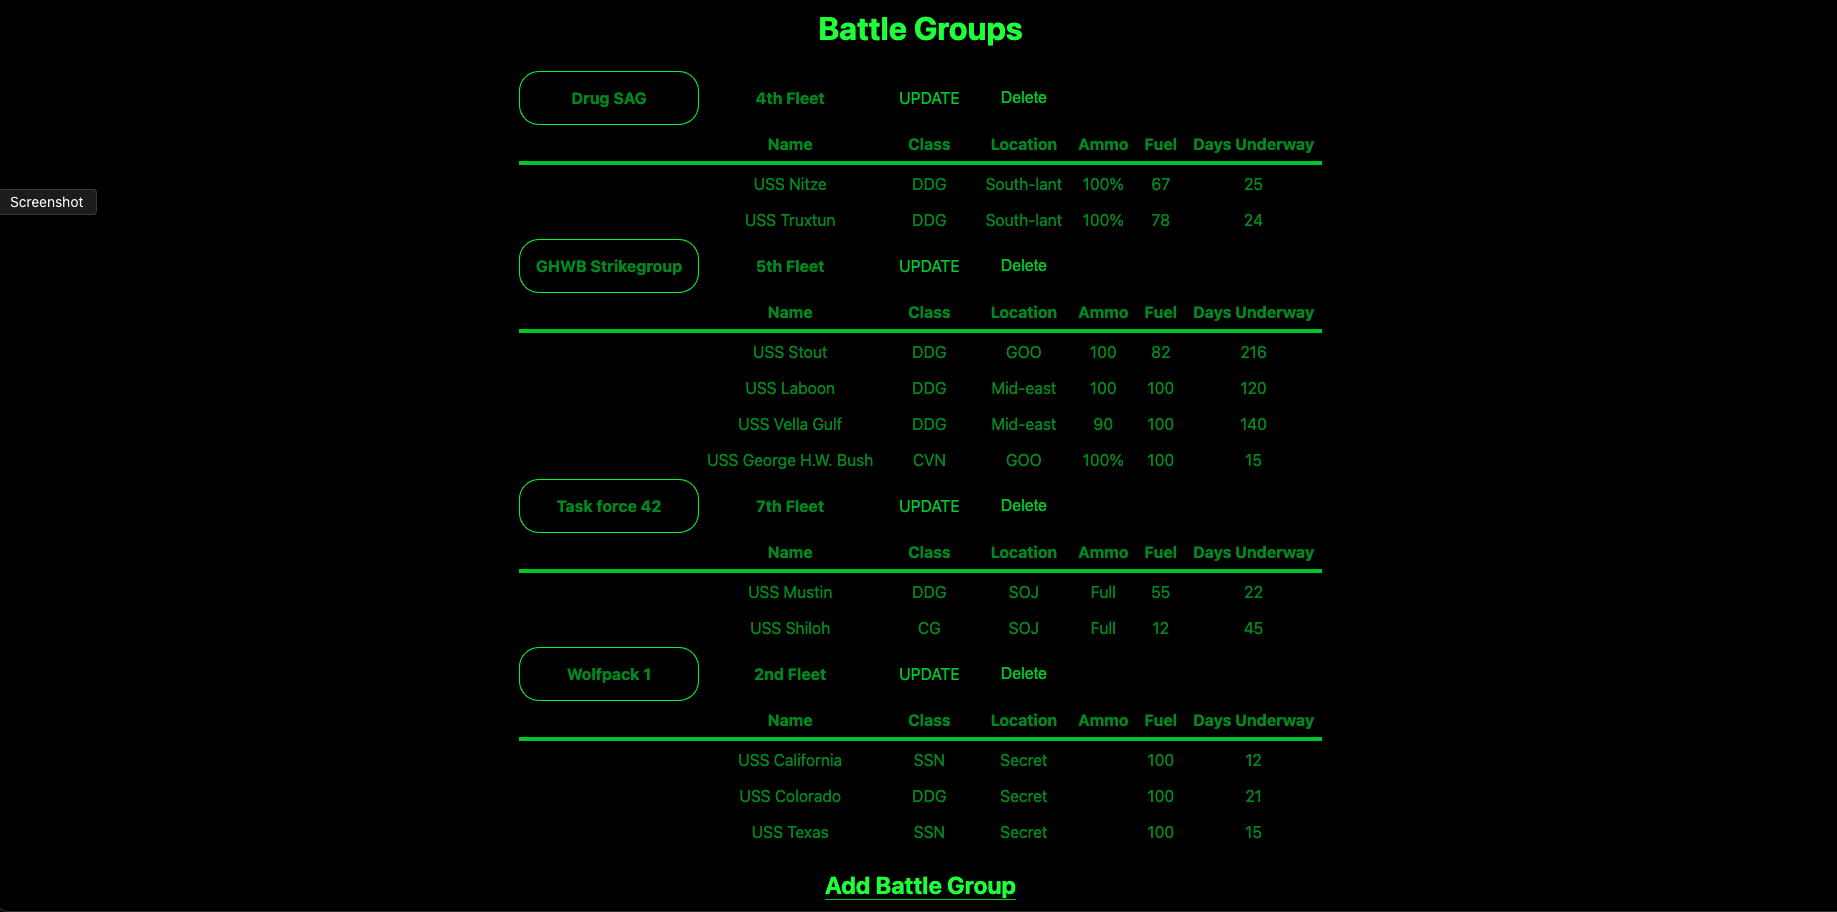 Battle Groups
Drug SAG 4th Fleet UPDATE Delete
Name Class Location Ammo Fuel Days Underway
USS Nitze DDG South-lant 100% 67 25
Screenshot
USS Truxtun DDG South-lant 100% 78 24
GHWB Strikegroup 5th Fleet UPDATE Delete
Name Class Location Ammo Fuel Days Underway
USS Stout DDG GOO 100 82 216
USS Laboon DDG Mid-east 100 100 120
USS Vella Gulf DDG Mid-east 90 100 140
USS George H.W. Bush CVN GOO 100% 100 15
Task force 42 7th Fleet UPDATE Delete
Name Class Location Ammo Fuel Days Underway
USS Mustin DDG SOJ Full 55 22
USS Shiloh CG SOJ Full 12 45
Wolfpack 1 2nd Fleet UPDATE Delete
Name Class Location Ammo Fuel Days Underway
USS California SSN Secret 100 12
USS Colorado DDG Secret 100 21
USS Texas SSN Secret 100 15
Add Battle Group